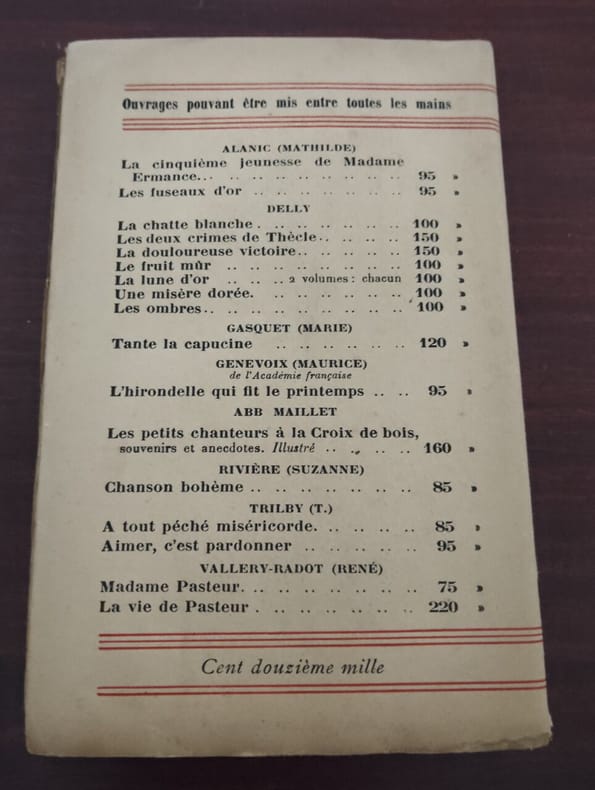 Ouvrages pouvant être mis entre toutes les mains
ALANIC (MATHILDE)
La cinquième jeunesse de Madame
Ermance... .. .. .. .. .. .. .. .. 95 »
Les fuseaux d'or .. .. .. .. .. .. .. 95 »
DELLY
La chatte blanche . .. .. .. .. .. .. 100 »
Les deux crimes de Thècle.. .. .. .. 150 »
La douloureuse victoire.. .. .. .. .. 150 »
Le fruit mûr .. .. .. .. .. .. .. .. 100 »
La lune d'or .. .. .. 2 volumes : chacun 100 »
Une misère dorée. .. .. .. .. .. .. 100 »
Les ombres.. .. .. .. .. .. .. .. .. 100 »
GASQUET (MARIE)
Tante la capucine .. .. .. .. .. .. 120 »
GENEVOIX (MAURICE)
de l'Académie française
L'hirondelle qui fit le printemps .. .. 95 »
ABB MAILLET
Les petits chanteurs à la Croix de bois,
souvenirs et anecdotes. Illustré .. .. .. .. 160 »
RIVIÈRE (SUZANNE)
Chanson bohème .. .. .. .. .. .. .. 85 »
TRILBY (T.)
A tout péché miséricorde. .. .. .. .. 85 »
Aimer, c'est pardonner .. .. .. .. .. 95 »
VALLERY-RADOT (RENÉ)
Madame Pasteur. .. .. .. .. .. .. .. 75 »
La vie de Pasteur . .. .. .. .. .. .. 220 »
Cent douzième mille